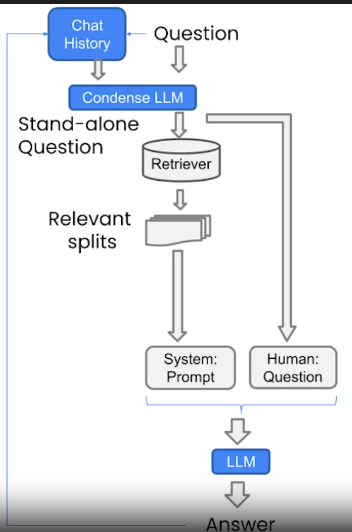 Chat
History
Question
Condense LLM
Stand-alone
Question
Retriever
Relevant
splits
System:
Prompt
Human:
Question
LLM
Answer